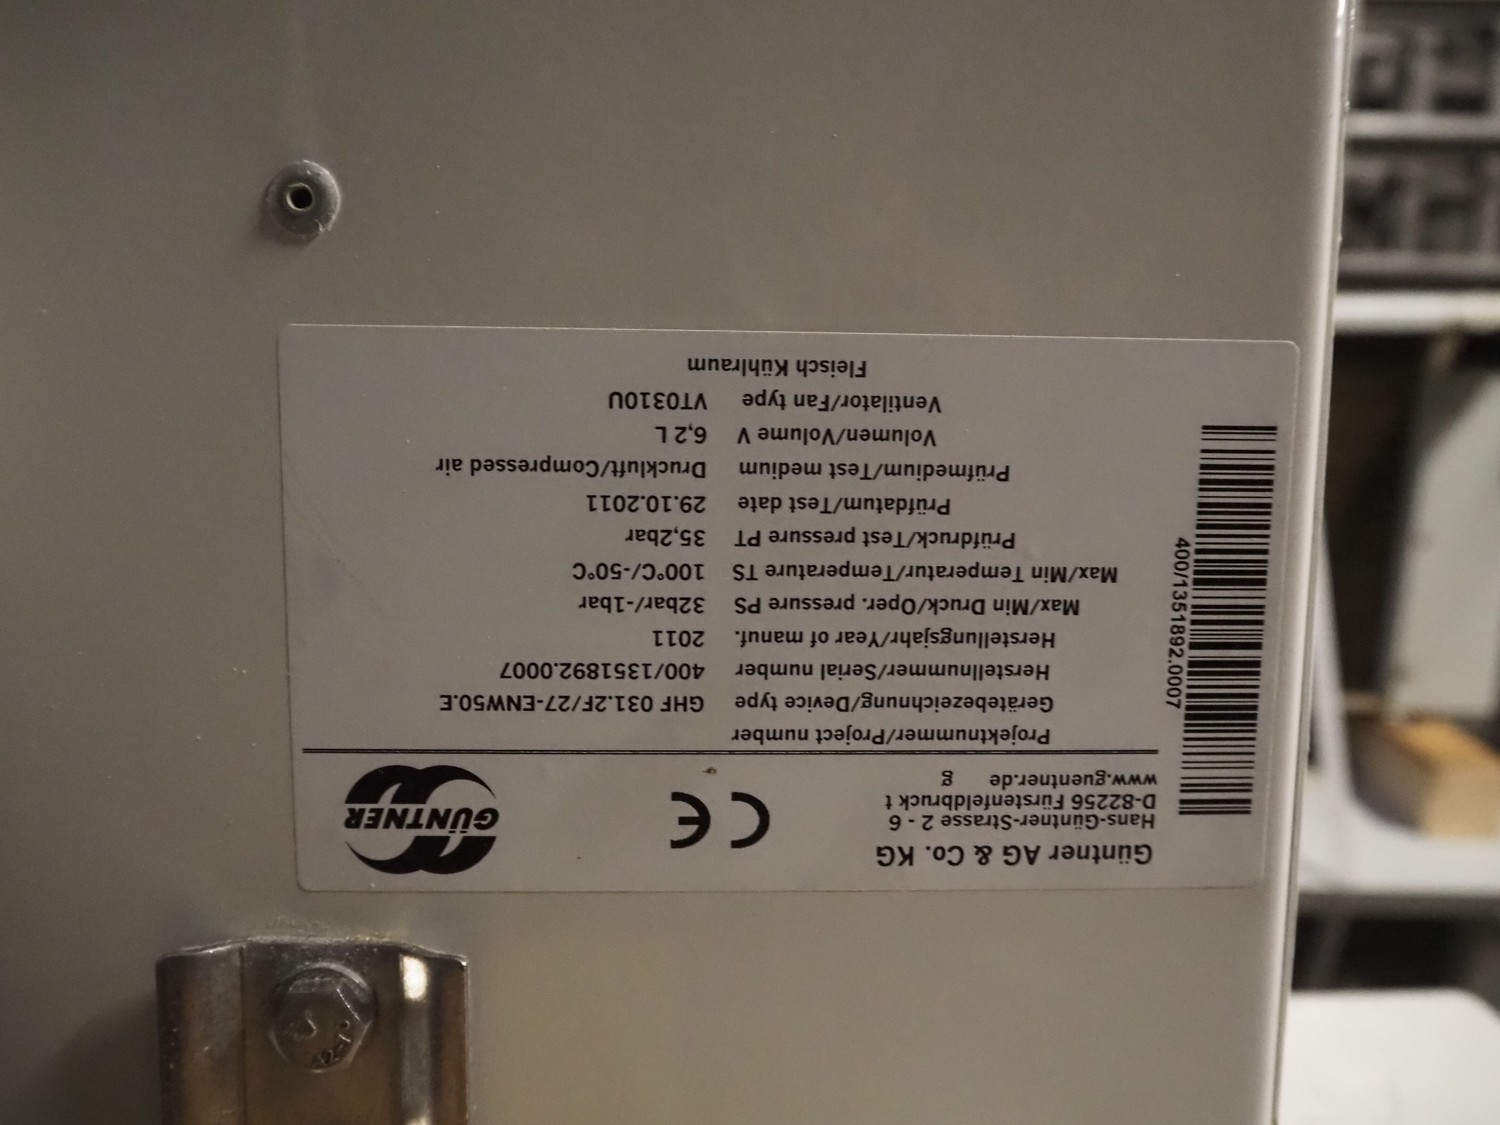 Güntner AG & Co. KG
Hans-Güntner-Strasse 2 - 6
D-82256 Fürstenfeldbruck t
www.guentner.de g
GÜNTNER
CE
Projektnummer/Project number
Gerätebezeichnung/Device type GHF 031.2F/27-ENW50.E
Herstellnummer/Serial number 400/1351892.0007
Herstellungsjahr/Year of manuf. 2011
Max/Min Druck/Oper. pressure PS 32bar/-1bar
Max/Min Temperatur/Temperature TS 100°C/-50°C
Prüfdruck/Test pressure PT 35,2bar
Prüfdatum/Test date 29.10.2011
Prüfmedium/Test medium Druckluft/Compressed air
Volumen/Volume V 6,2 L
Ventilator/Fan type VT0310U
Fleisch Kühlraum
400/1351892.0007